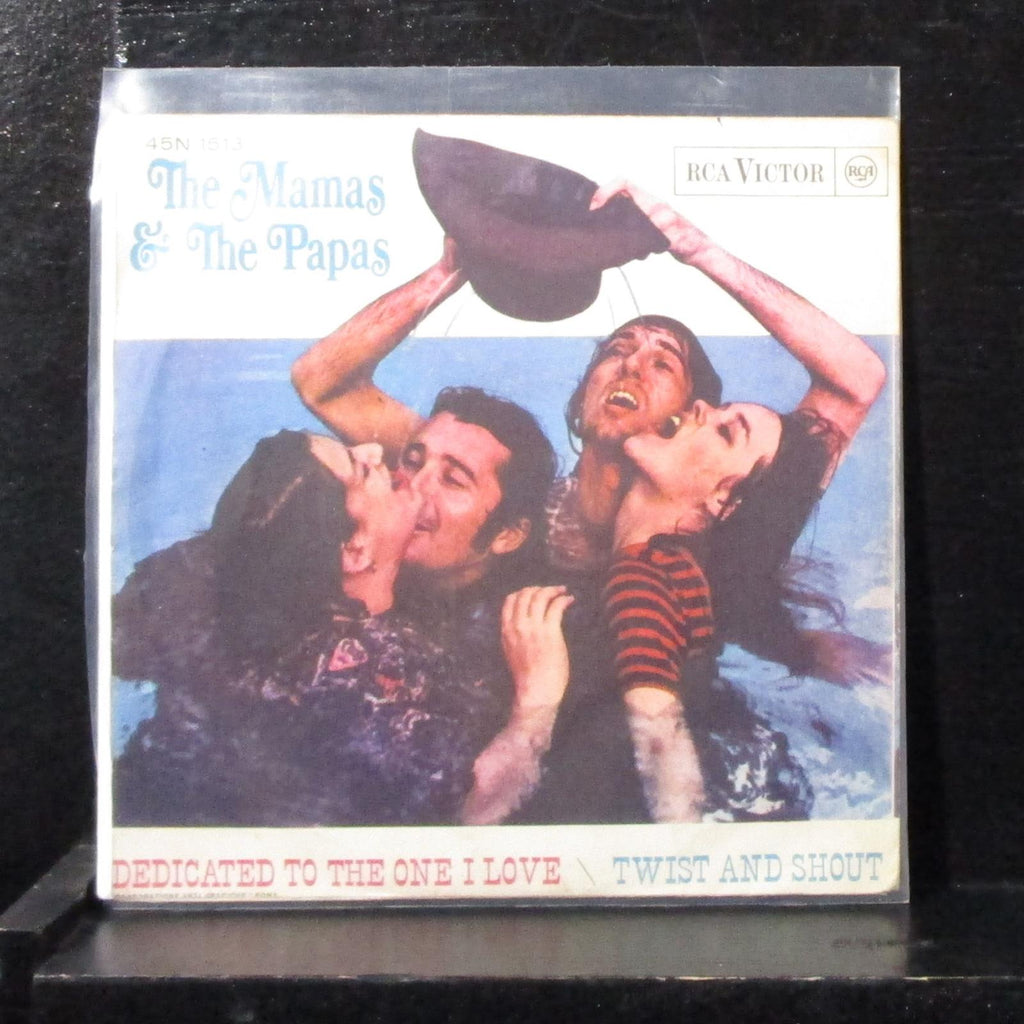 45N 1513
The Mamas
& The Papas
RCA VICTOR
RCA
DEDICATED TO THE ONE I LOVE \ TWIST AND SHOUT